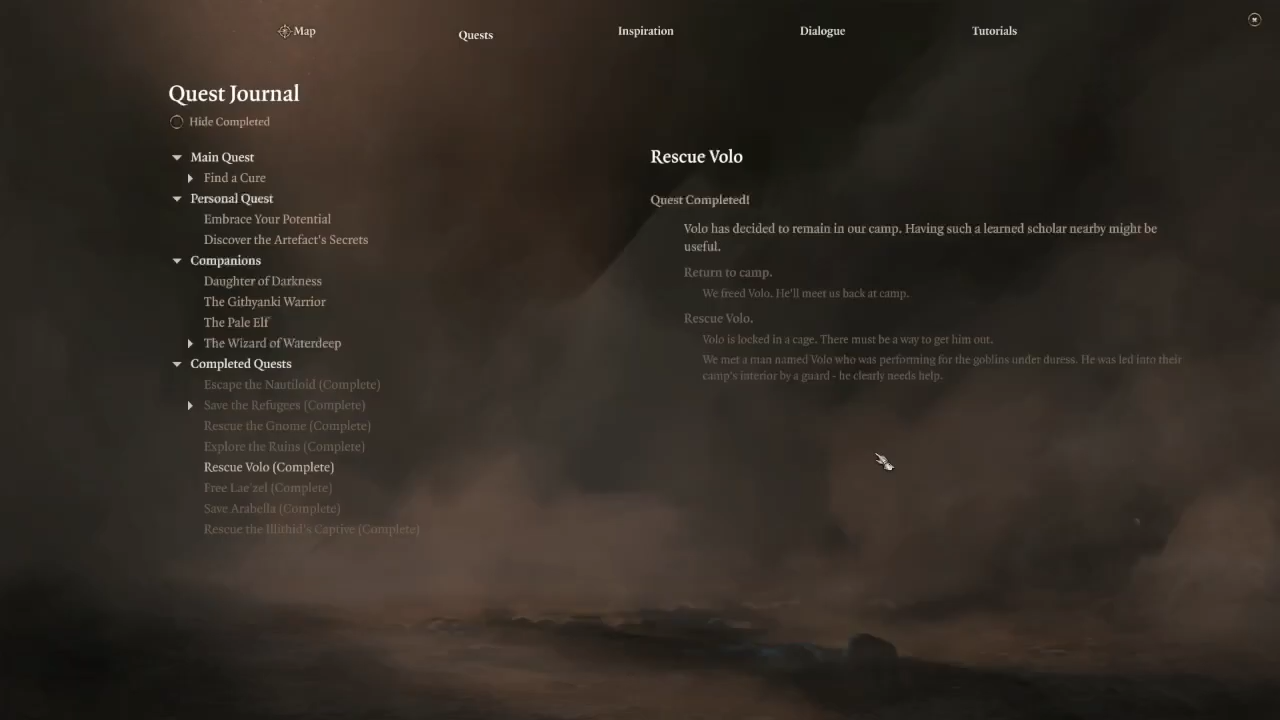 Map
Quests
Inspiration
Dialogue
Tutorials
Quest Journal
Hide Completed
Main Quest
Find a Cure
Personal Quest
Embrace Your Potential
Discover the Artefact's Secrets
Companions
Daughter of Darkness
The Githyanki Warrior
The Pale Elf
The Wizard of Waterdeep
Completed Quests
Escape the Nautiloid (Complete)
Save the Refugees (Complete)
Rescue the Gnome (Complete)
Explore the Ruins (Complete)
Rescue Volo (Complete)
Free Lae'zel (Complete)
Save Arabella (Complete)
Rescue the Illithid's Captive (Complete)
Rescue Volo
Quest Completed!
Volo has decided to remain in our camp. Having such a learned scholar nearby might be
useful.
Return to camp.
We freed Volo. He'll meet us back at camp.
Rescue Volo.
Volo is locked in a cage. There must be a way to get him out.
We met a man named Volo who was performing for the goblins under duress. He was led into their
camp's interior by a guard - he clearly needs help.